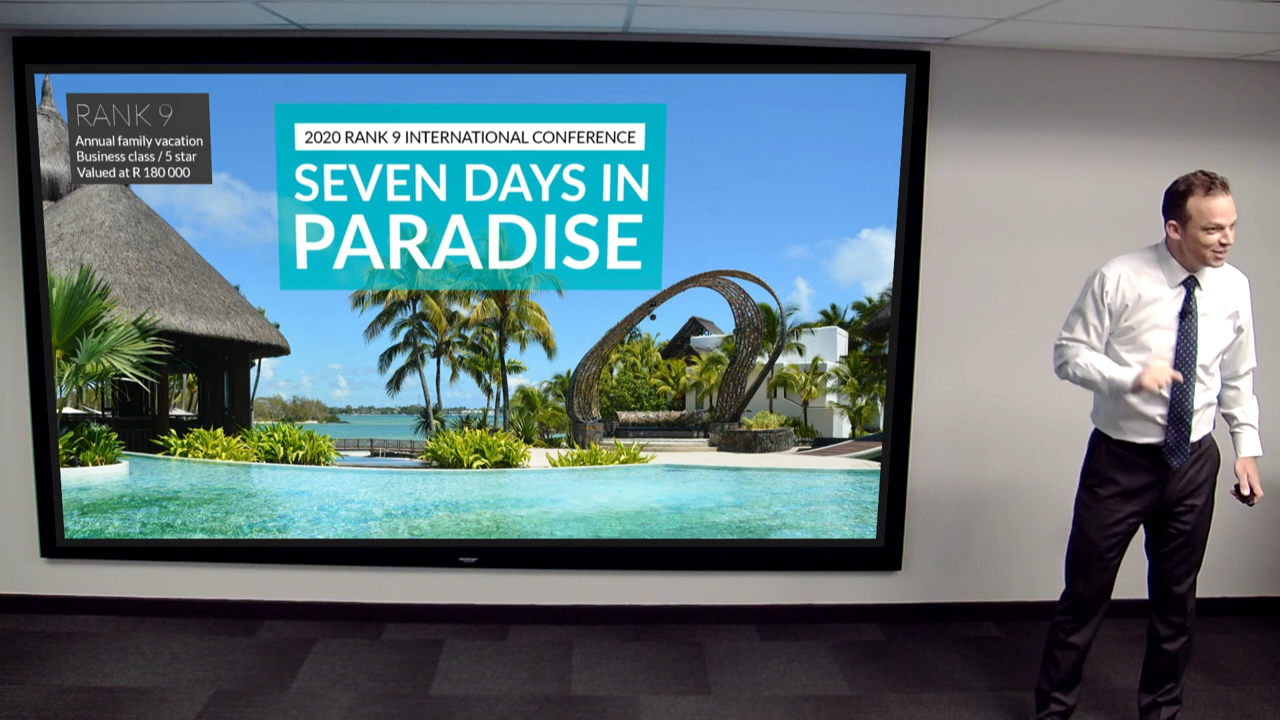 RANK 9
Annual family vacation
Business class / 5 star
Valued at R 180 000
2020 RANK 9 INTERNATIONAL CONFERENCE
SEVEN DAYS IN
PARADISE